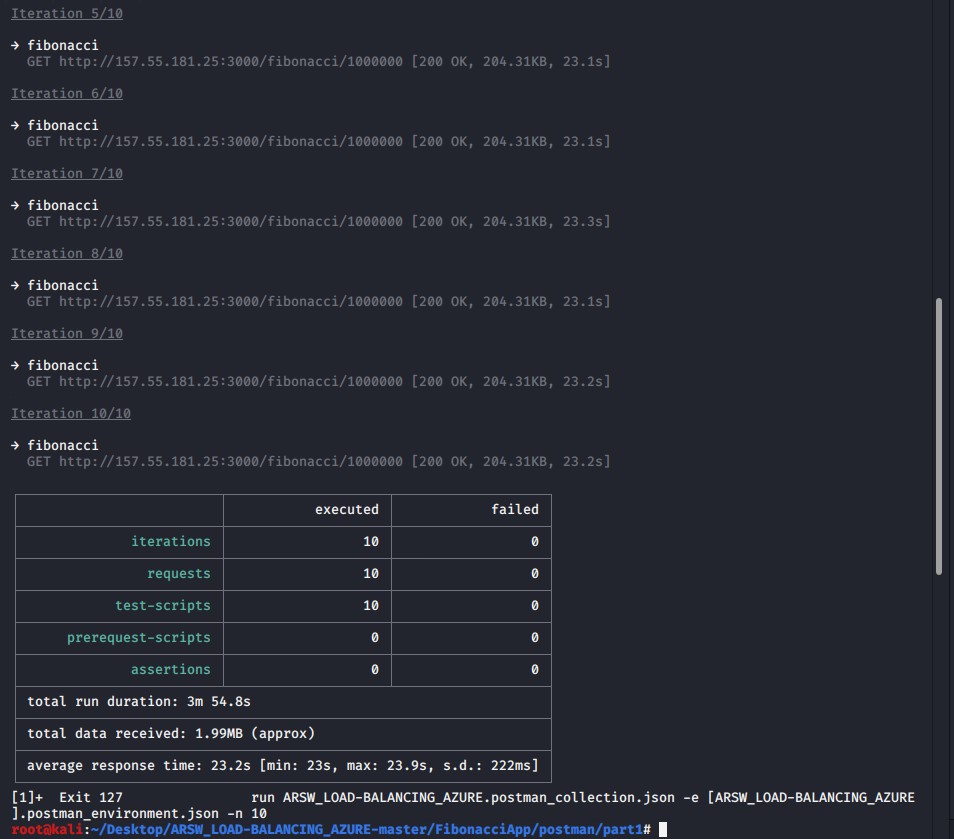 Iteration 5/10
→ fibonacci
GET http://157.55.181.25:3000/fibonacci/1000000 [200 OK, 204.31KB, 23.1s]
Iteration 6/10
→ fibonacci
GET http://157.55.181.25:3000/fibonacci/1000000 [200 OK, 204.31KB, 23.1s]
Iteration 7/10
→ fibonacci
GET http://157.55.181.25:3000/fibonacci/1000000 [200 OK, 204.31KB, 23.3s]
Iteration 8/10
→ fibonacci
GET http://157.55.181.25:3000/fibonacci/1000000 [200 OK, 204.31KB, 23.1s]
Iteration 9/10
→ fibonacci
GET http://157.55.181.25:3000/fibonacci/1000000 [200 OK, 204.31KB, 23.2s]
Iteration 10/10
→ fibonacci
GET http://157.55.181.25:3000/fibonacci/1000000 [200 OK, 204.31KB, 23.2s]
executed failed
iterations 10 0
requests 10 0
test-scripts 10 0
prerequest-scripts 0 0
assertions 0 0
total run duration: 3m 54.8s
total data received: 1.99MB (approx)
average response time: 23.2s [min: 23s, max: 23.9s, s.d.: 222ms]
[1]+  Exit 127                run ARSW_LOAD-BALANCING_AZURE.postman_collection.json -e [ARSW_LOAD-BALANCING_AZURE
].postman_environment.json -n 10
root@kali:~/Desktop/ARSW_LOAD-BALANCING_AZURE-master/FibonacciApp/postman/part1#